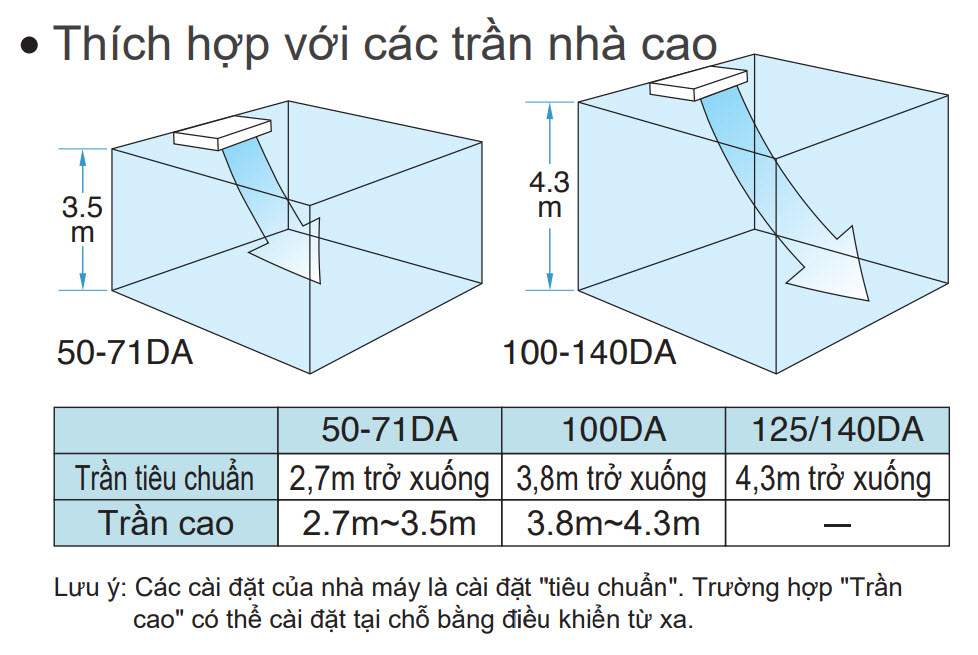 • Thích hợp với các trần nhà cao
3.5
m
50-71DA
4.3
m
100-140DA
50-71DA 100DA 125/140DA
Trần tiêu chuẩn 2,7m trở xuống 3,8m trở xuống 4,3m trở xuống
Trần cao 2.7m~3.5m 3.8m~4.3m —
Lưu ý: Các cài đặt của nhà máy là cài đặt "tiêu chuẩn". Trường hợp "Trần
cao" có thể cài đặt tại chỗ bằng điều khiển từ xa.